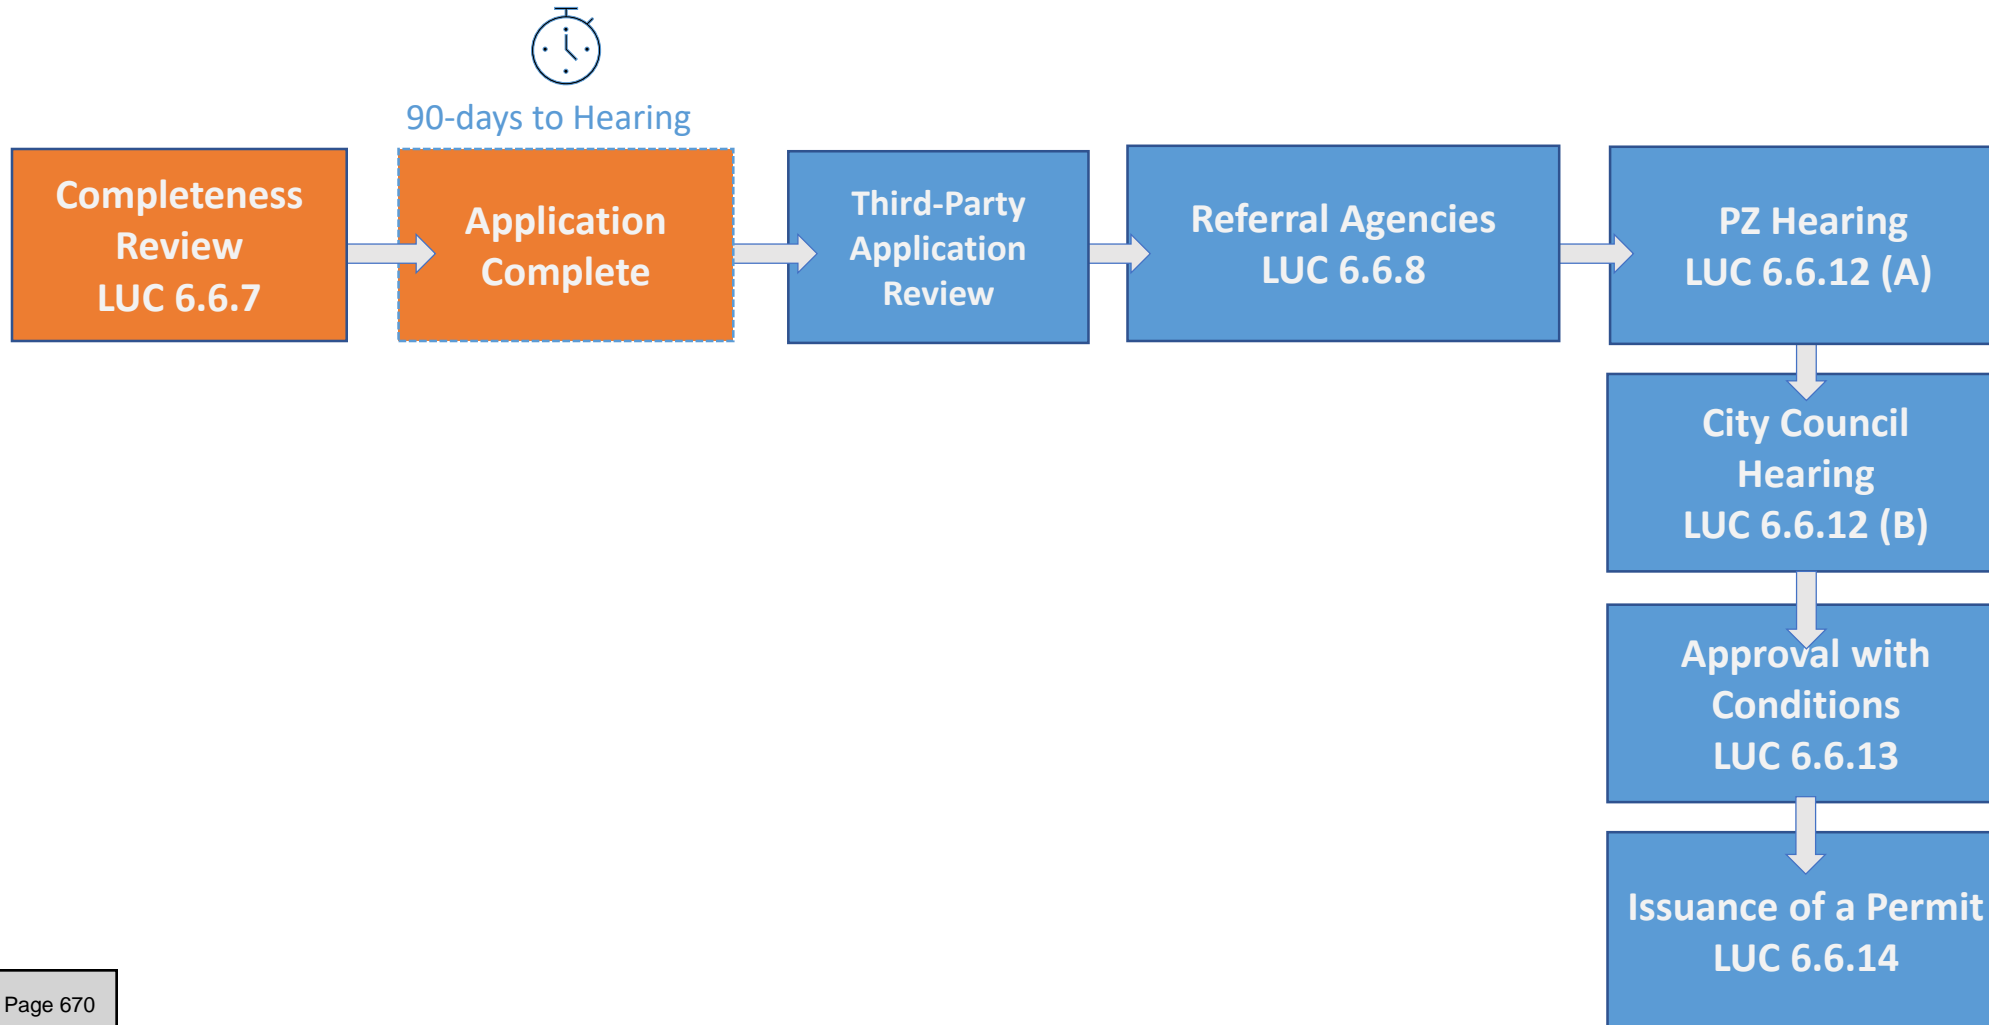 90-days to Hearing
Completeness
Review
LUC 6.6.7
Application
Complete
Third-Party
Application
Review
Referral Agencies
LUC 6.6.8
PZ Hearing
LUC 6.6.12 (A)
City Council
Hearing
LUC 6.6.12 (B)
Approval with
Conditions
LUC 6.6.13
Issuance of a Permit
LUC 6.6.14
Page 670